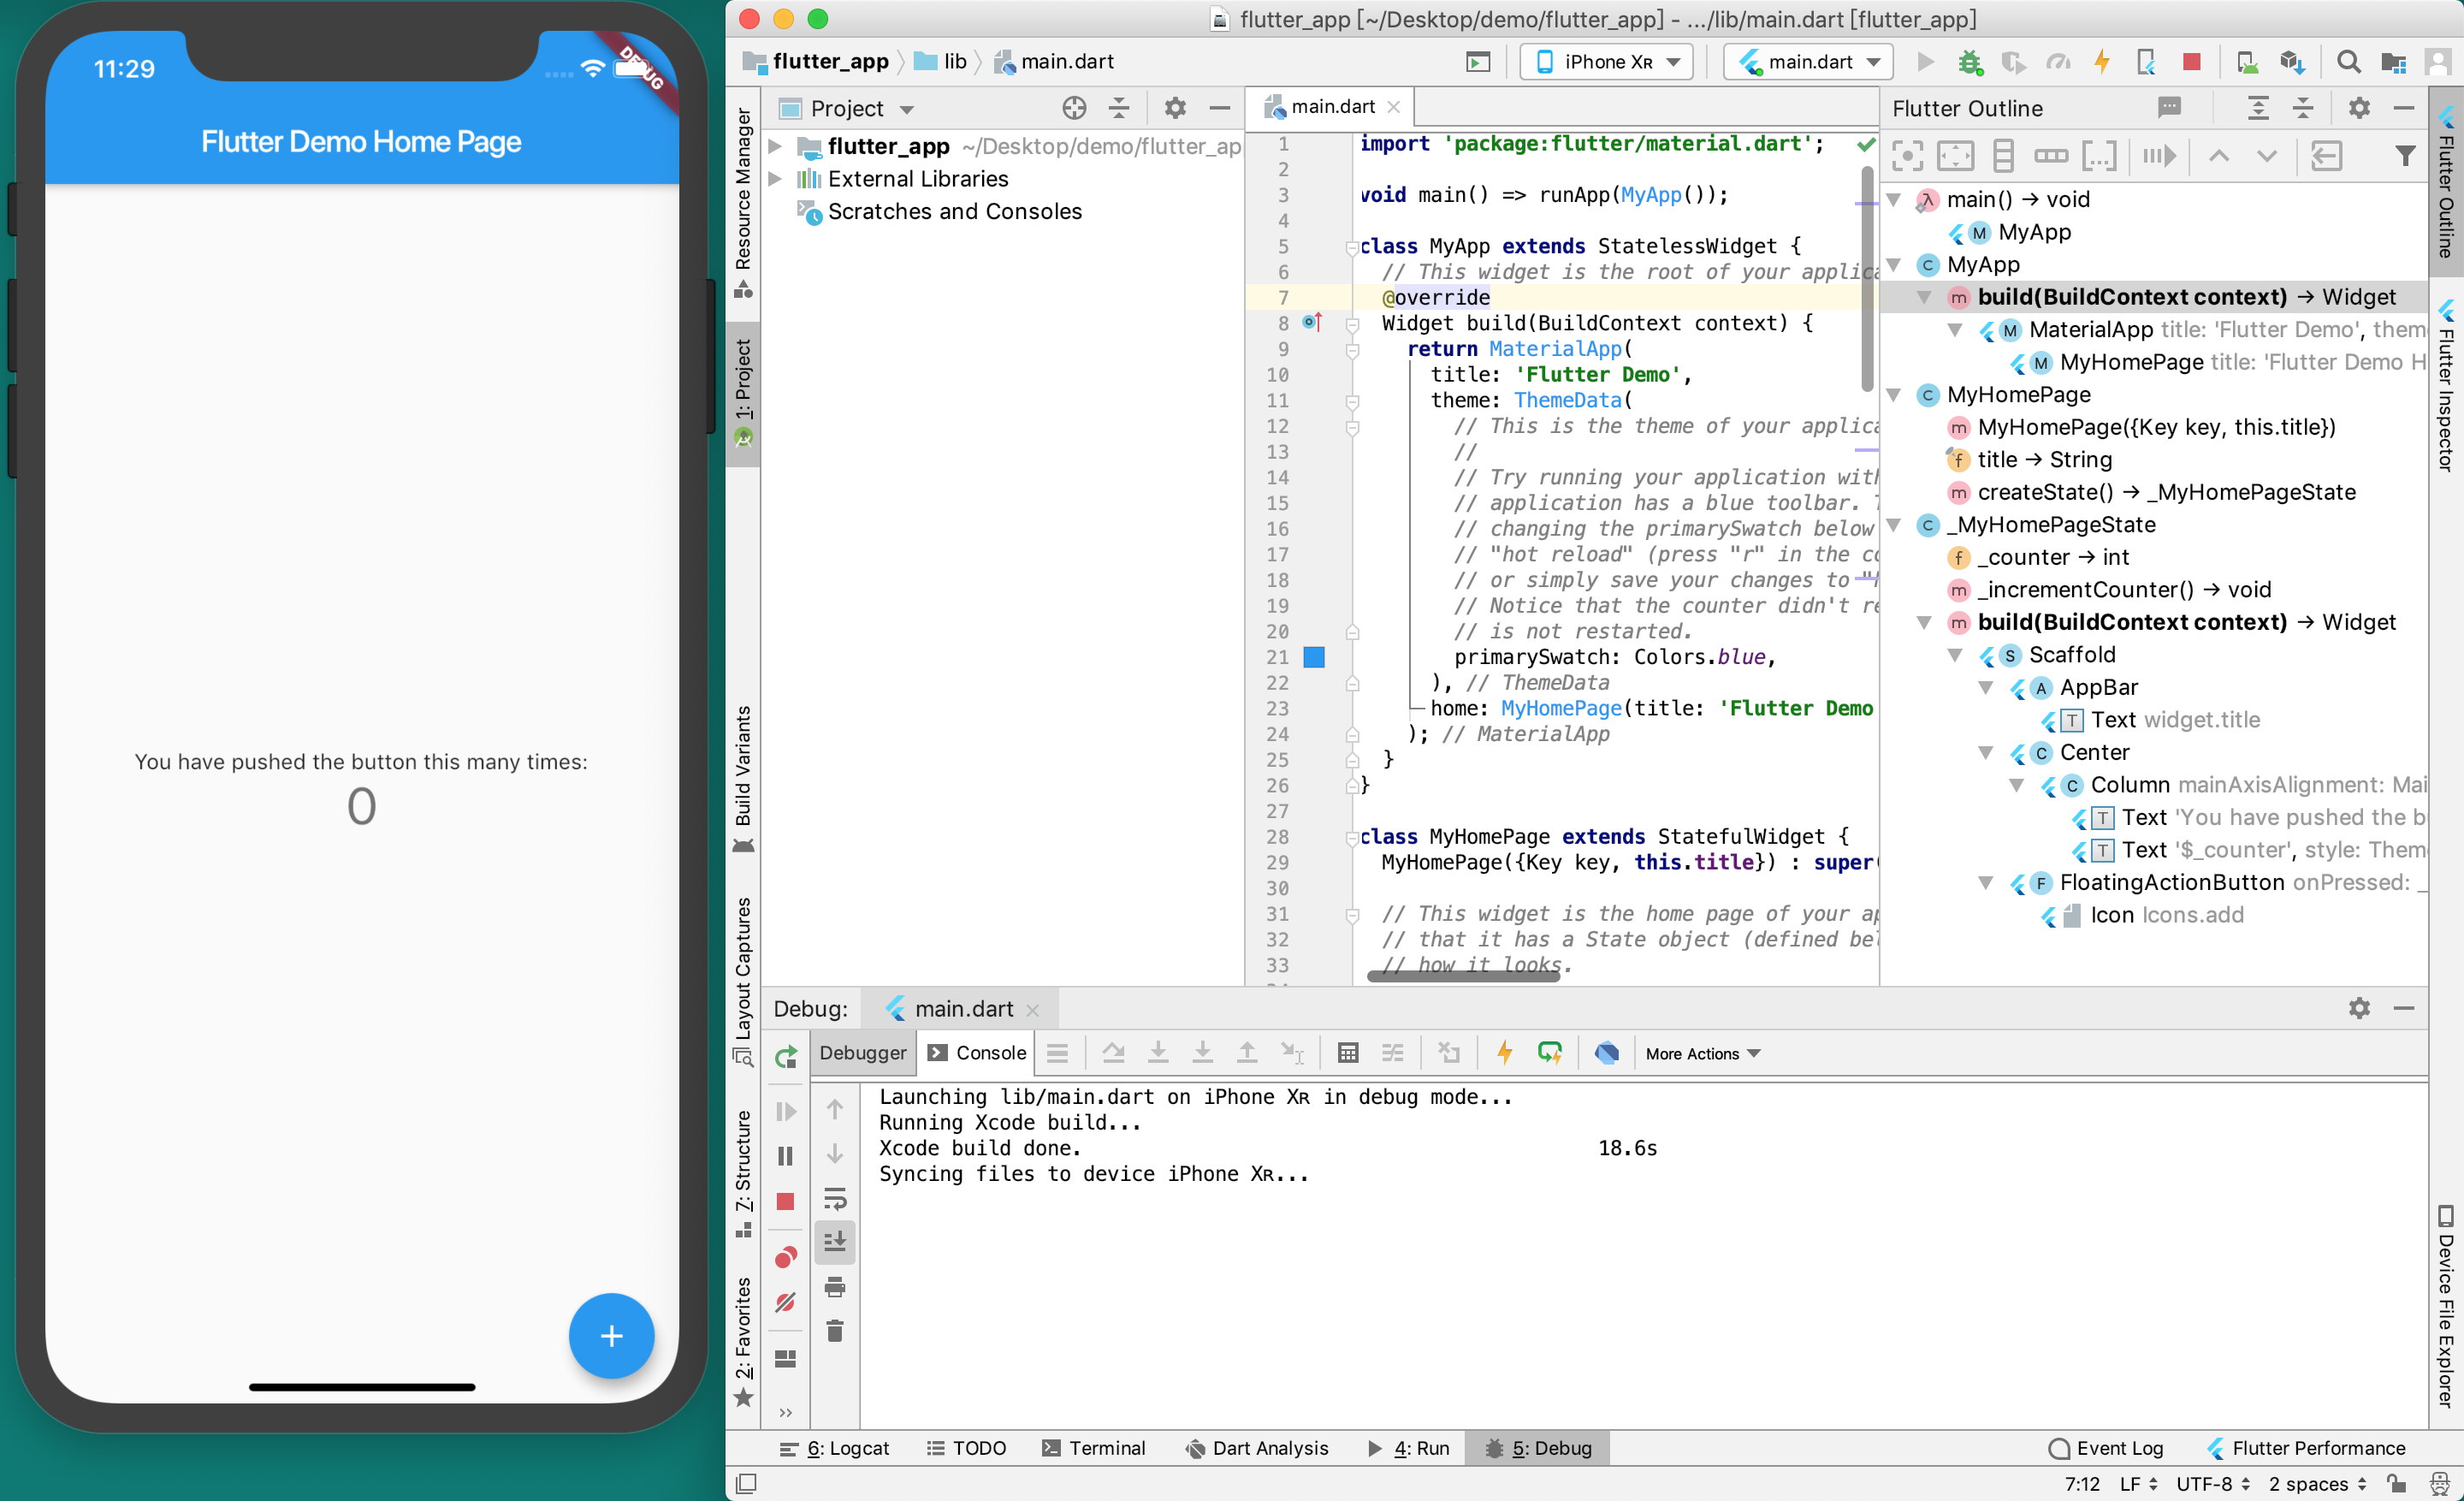 11:29
DEBUG
Flutter Demo Home Page
You have pushed the button this many times:
0
flutter_app [~/Desktop/demo/flutter_app] - .../lib/main.dart [flutter_app]
flutter_app
lib
main.dart
iPhone Xʀ
main.dart
Resource Manager
1: Project
Build Variants
Layout Captures
7: Structure
2: Favorites
Project
flutter_app ~/Desktop/demo/flutter_ap
External Libraries
Scratches and Consoles
main.dart
1 import 'package:flutter/material.dart';
2
3 void main() => runApp(MyApp());
4
5 class MyApp extends StatelessWidget {
6 // This widget is the root of your applica
7 @override
8 Widget build(BuildContext context) {
9 return MaterialApp(
10 title: 'Flutter Demo',
11 theme: ThemeData(
12 // This is the theme of your applica
13 //
14 // Try running your application wit
15 // application has a blue toolbar.
16 // changing the primarySwatch below
17 // "hot reload" (press "r" in the co
18 // or simply save your changes to "
19 // Notice that the counter didn't re
20 // is not restarted.
21 primarySwatch: Colors.blue,
22 ), // ThemeData
23 home: MyHomePage(title: 'Flutter Demo
24 ); // MaterialApp
25 }
26 }
27
28 class MyHomePage extends StatefulWidget {
29 MyHomePage({Key key, this.title}) : super(
30
31 // This widget is the home page of your ap
32 // that it has a State object (defined bel
33 // how it looks.
Flutter Outline
main() → void
M MyApp
C MyApp
m build(BuildContext context) → Widget
M MaterialApp title: 'Flutter Demo', them
M MyHomePage title: 'Flutter Demo H
C MyHomePage
m MyHomePage({Key key, this.title})
f title → String
m createState() → _MyHomePageState
C _MyHomePageState
f _counter → int
m _incrementCounter() → void
m build(BuildContext context) → Widget
S Scaffold
A AppBar
T Text widget.title
C Center
C Column mainAxisAlignment: Mai
T Text 'You have pushed the b
T Text '$_counter', style: Them
F FloatingActionButton onPressed: _
Icon Icons.add
Flutter Outline
Flutter Inspector
Device File Explorer
Debug: main.dart
Debugger
Console
More Actions
Launching lib/main.dart on iPhone Xʀ in debug mode...
Running Xcode build...
Xcode build done. 18.6s
Syncing files to device iPhone Xʀ...
6: Logcat
TODO
Terminal
Dart Analysis
4: Run
5: Debug
Event Log
Flutter Performance
7:12 LF UTF-8 2 spaces